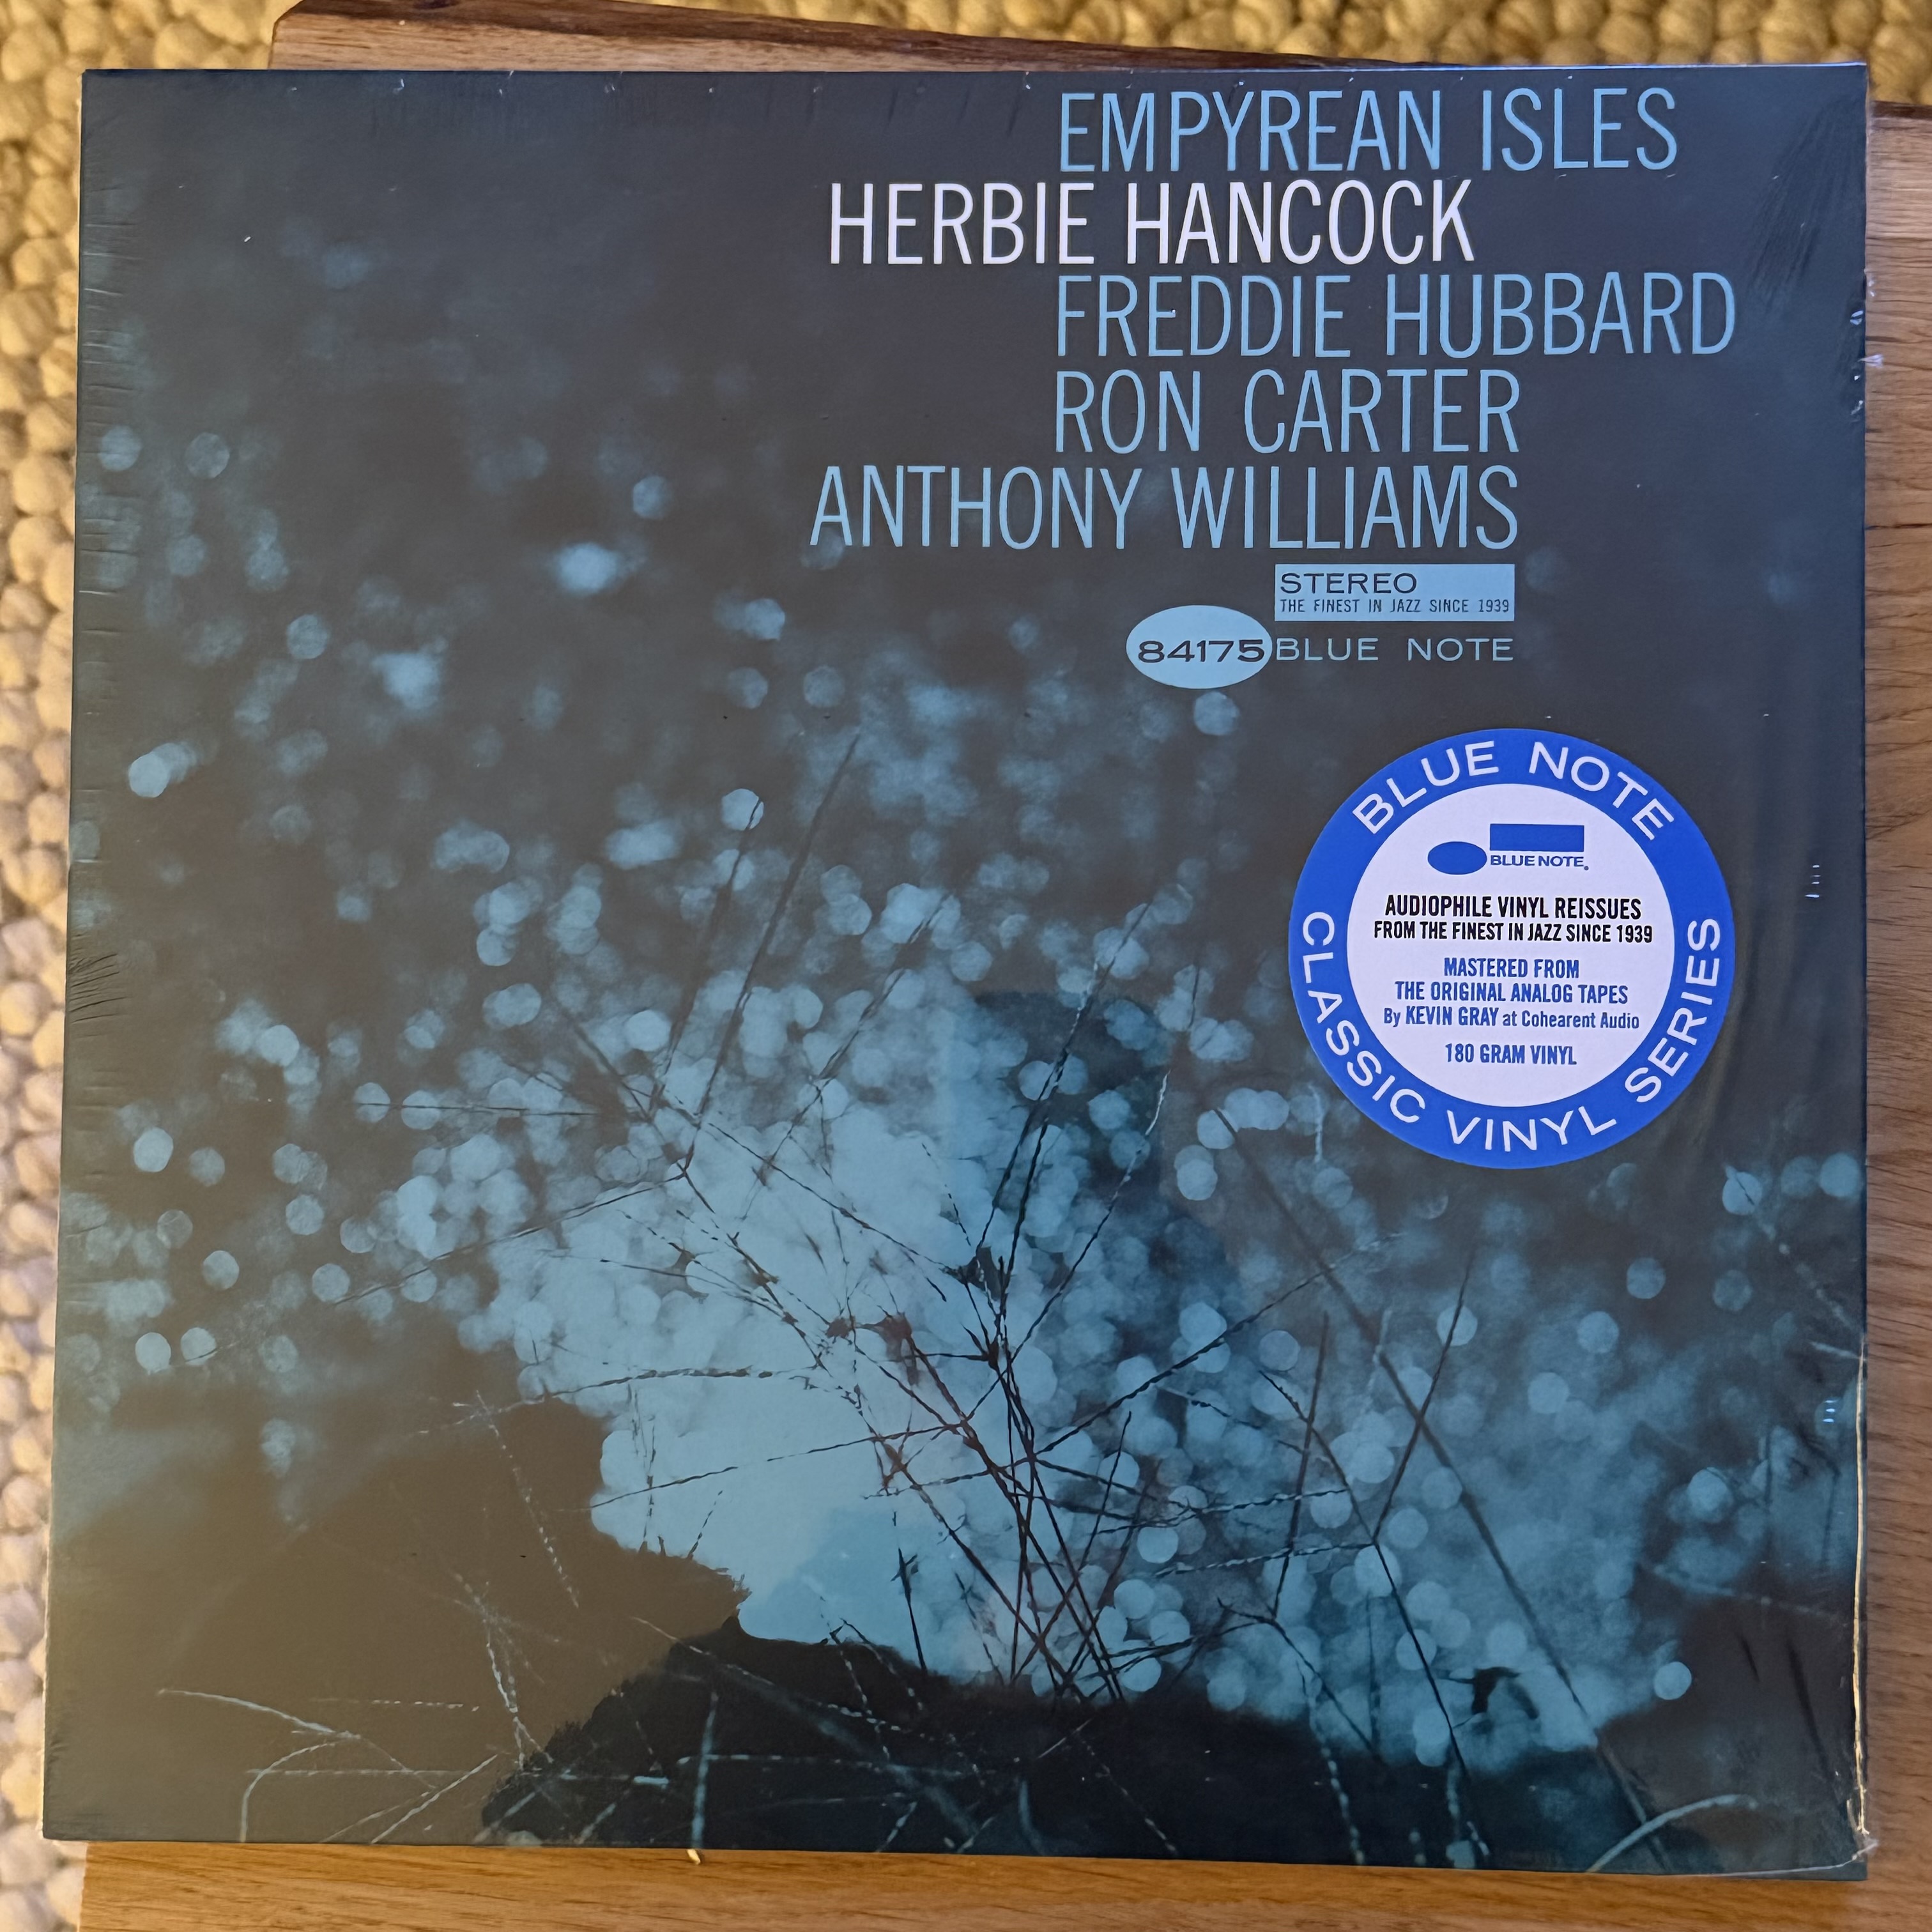 EMPYREAN ISLES
HERBIE HANCOCK
FREDDIE HUBBARD
RON CARTER
ANTHONY WILLIAMS
STEREO
THE FINEST IN JAZZ SINCE 1939
84175 BLUE NOTE
BLUE NOTE
BLUE NOTE®
AUDIOPHILE VINYL REISSUES
FROM THE FINEST IN JAZZ SINCE 1939
MASTERED FROM
THE ORIGINAL ANALOG TAPES
By KEVIN GRAY at Cohearent Audio
180 GRAM VINYL
CLASSIC VINYL SERIES